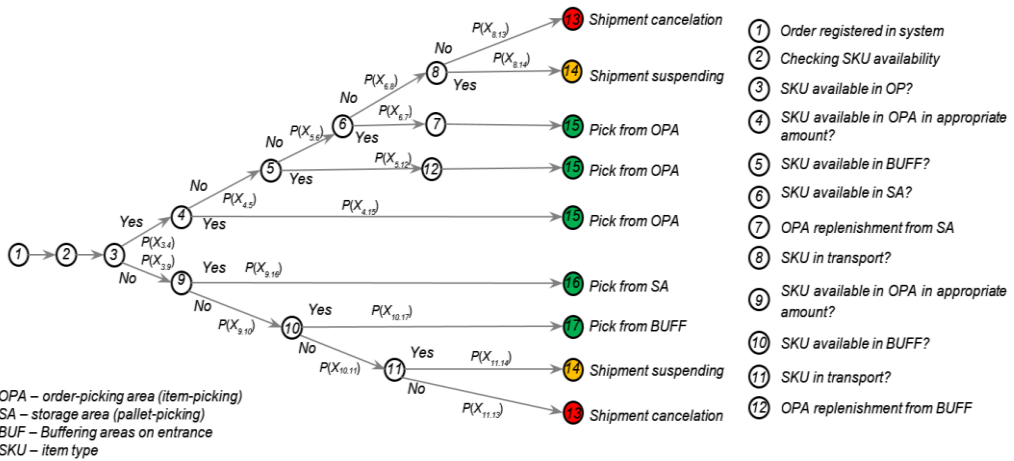 13 Shipment cancelation
No
P(X8.13)
P(X8.14)
8
Yes
14 Shipment suspending
No
P(X6.8)
P(X6.7)
6
Yes
7
15 Pick from OPA
No
P(X5.6)
P(X5.12)
5
Yes
12
15 Pick from OPA
No
P(X4.5)
P(X4.15)
4
Yes
15 Pick from OPA
Yes
P(X3.4)
1
2
3
P(X3.9)
No
9
Yes
P(X9.16)
16 Pick from SA
No
P(X9.10)
10
Yes
P(X10.17)
17 Pick from BUFF
No
P(X10.11)
11
Yes
P(X11.14)
14 Shipment suspending
No
P(X11.13)
13 Shipment cancelation
1 Order registered in system
2 Checking SKU availability
3 SKU available in OP?
4 SKU available in OPA in appropriate
amount?
5 SKU available in BUFF?
6 SKU available in SA?
7 OPA replenishment from SA
8 SKU in transport?
9 SKU available in OPA in appropriate
amount?
10 SKU available in BUFF?
11 SKU in transport?
12 OPA replenishment from BUFF
OPA – order-picking area (item-picking)
SA – storage area (pallet-picking)
BUF – Buffering areas on entrance
SKU – item type